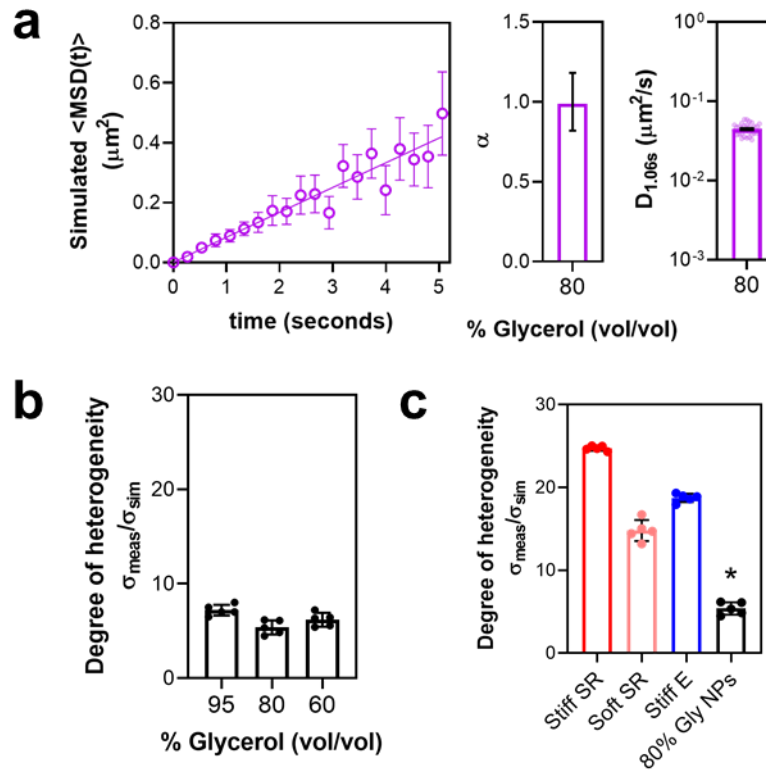 a
Simulated <MSD(t)>
(μm²)
0.8
0.6
0.4
0.2
0.0
0 1 2 3 4 5
time (seconds)
α
1.5
1.0
0.5
0.0
80
D1.06s (μm²/s)
10⁰
10⁻¹
10⁻²
10⁻³
80
% Glycerol (vol/vol)
b
Degree of heterogeneity
σmeas/σsim
30
20
10
0
95 80 60
% Glycerol (vol/vol)
c
Degree of heterogeneity
σmeas/σsim
30
20
10
0
*
Stiff SR
Soft SR
Stiff E
80% Gly NPs